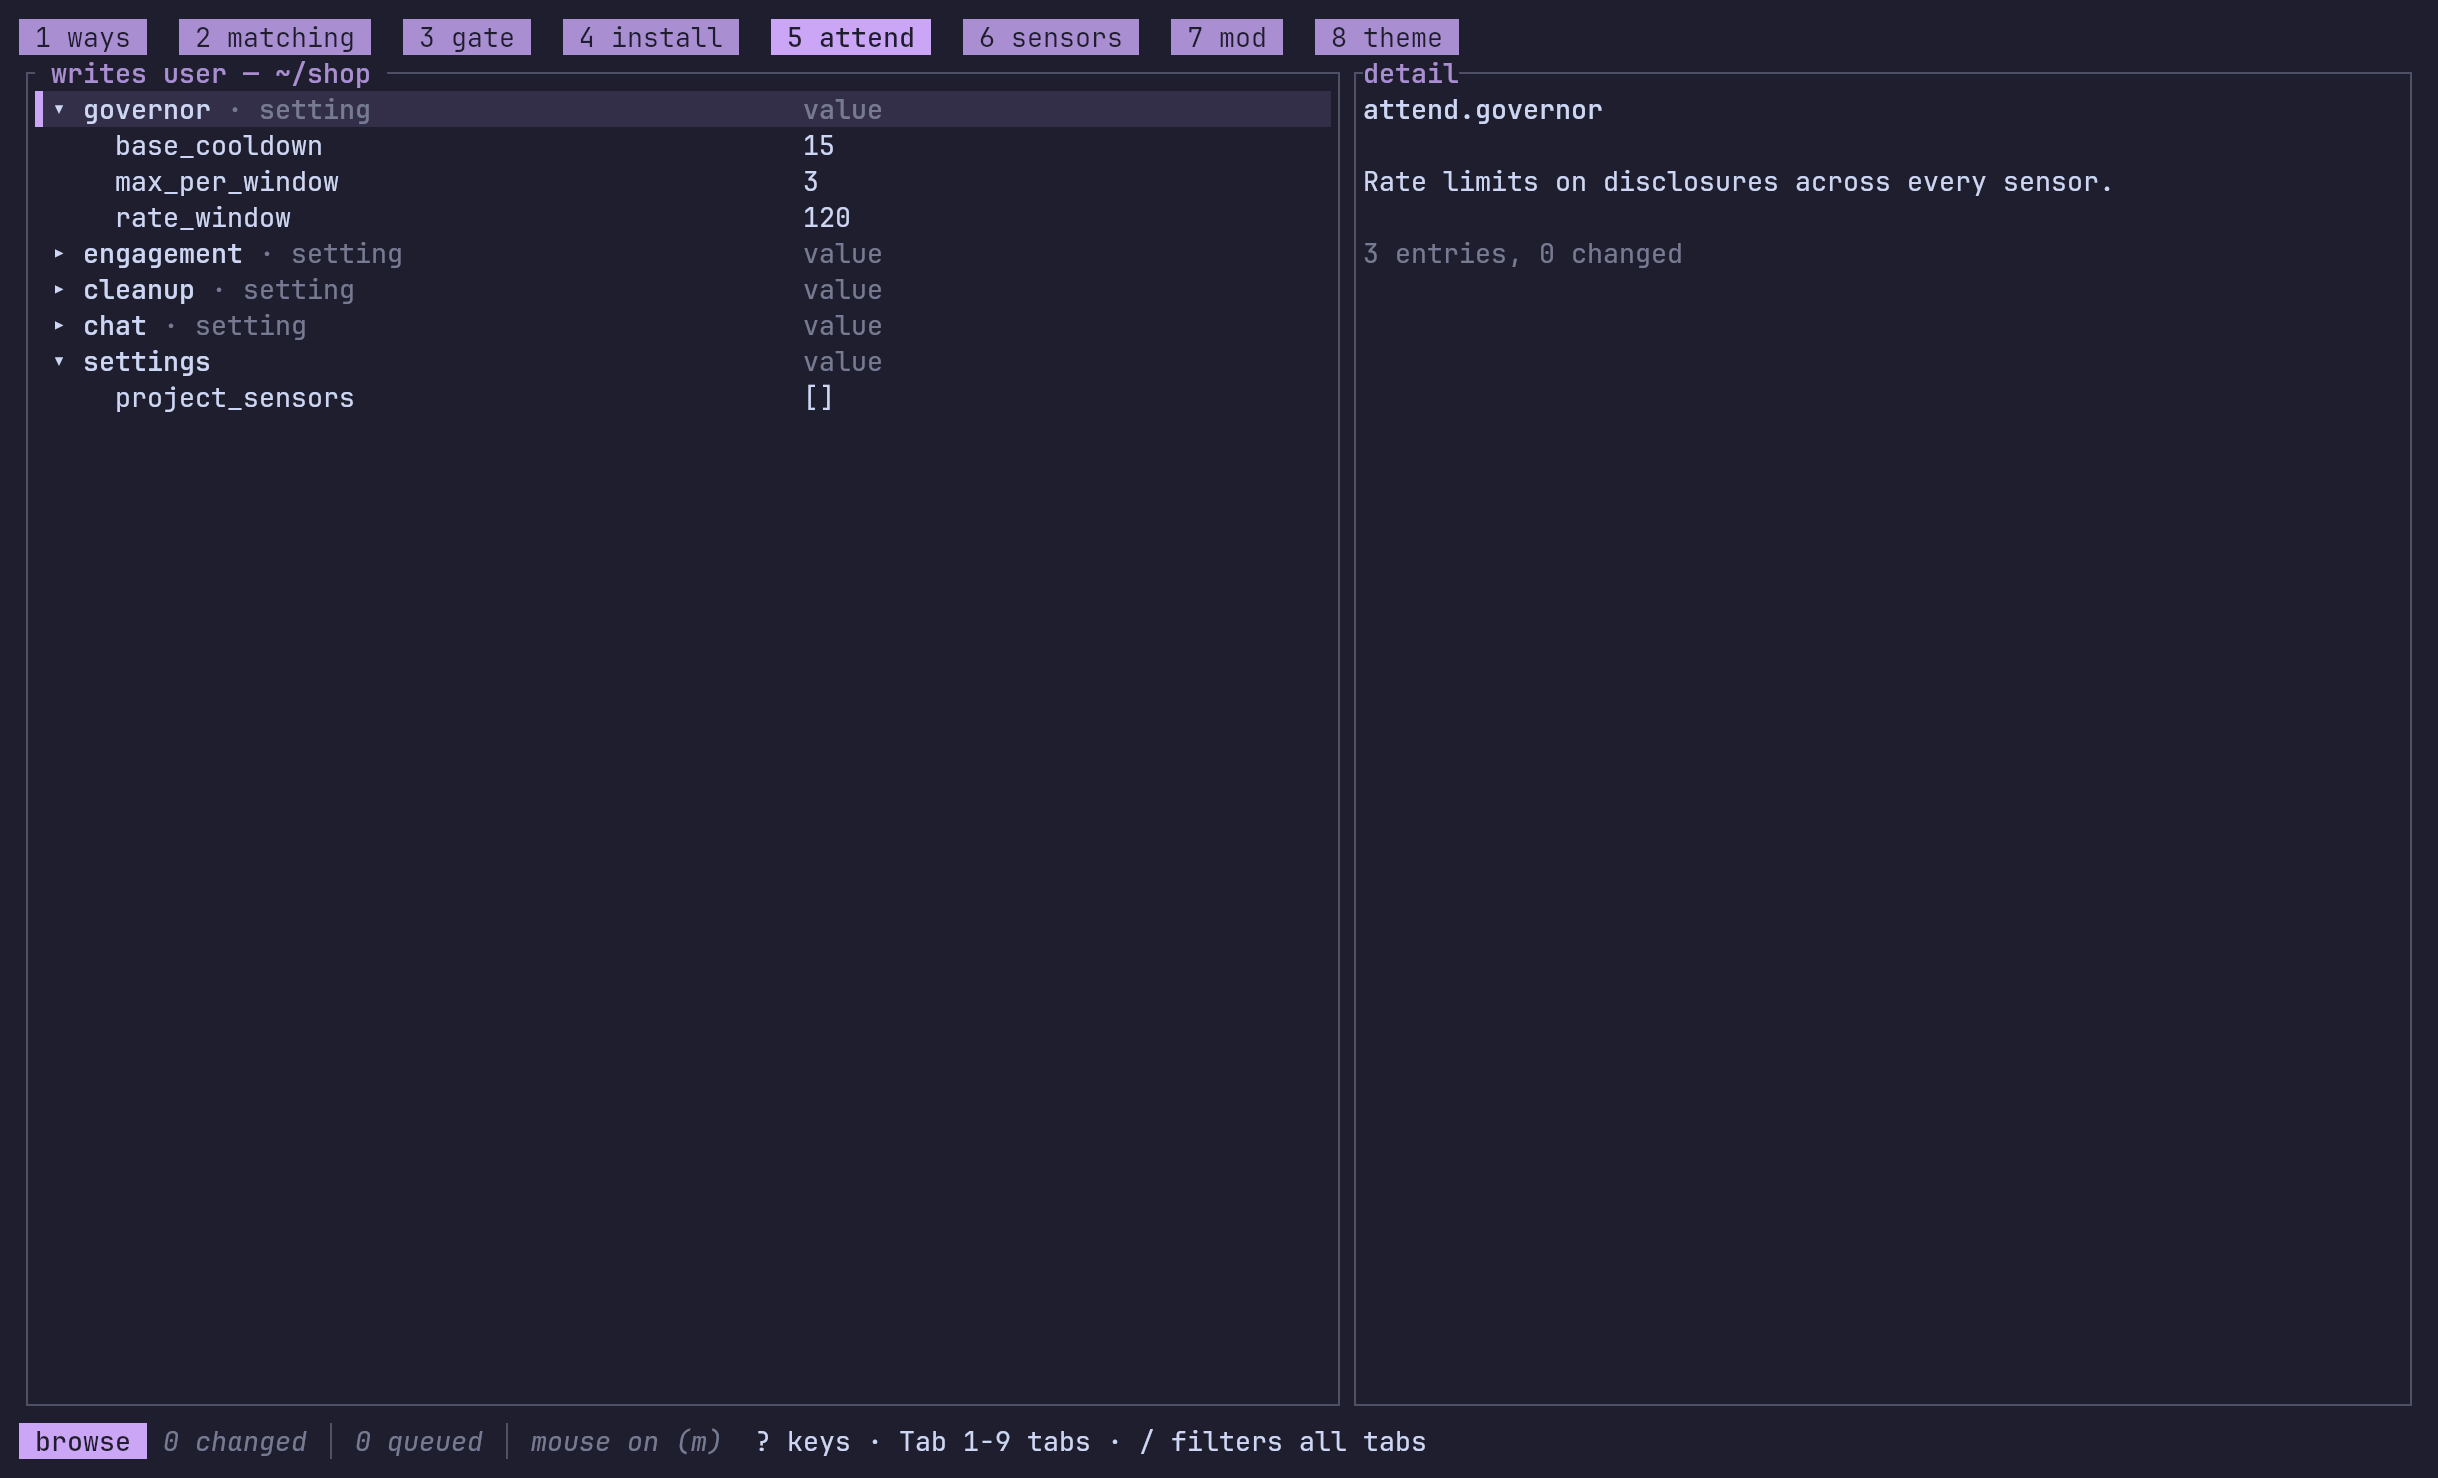 1 ways 2 matching 3 gate 4 install 5 attend 6 sensors 7 mod 8 theme
writes user — ~/shop
▾ governor · setting value
base_cooldown 15
max_per_window 3
rate_window 120
▸ engagement · setting value
▸ cleanup · setting value
▸ chat · setting value
▾ settings value
project_sensors []
detail
attend.governor
Rate limits on disclosures across every sensor.
3 entries, 0 changed
browse 0 changed │ 0 queued │ mouse on (m) ? keys · Tab 1-9 tabs · / filters all tabs